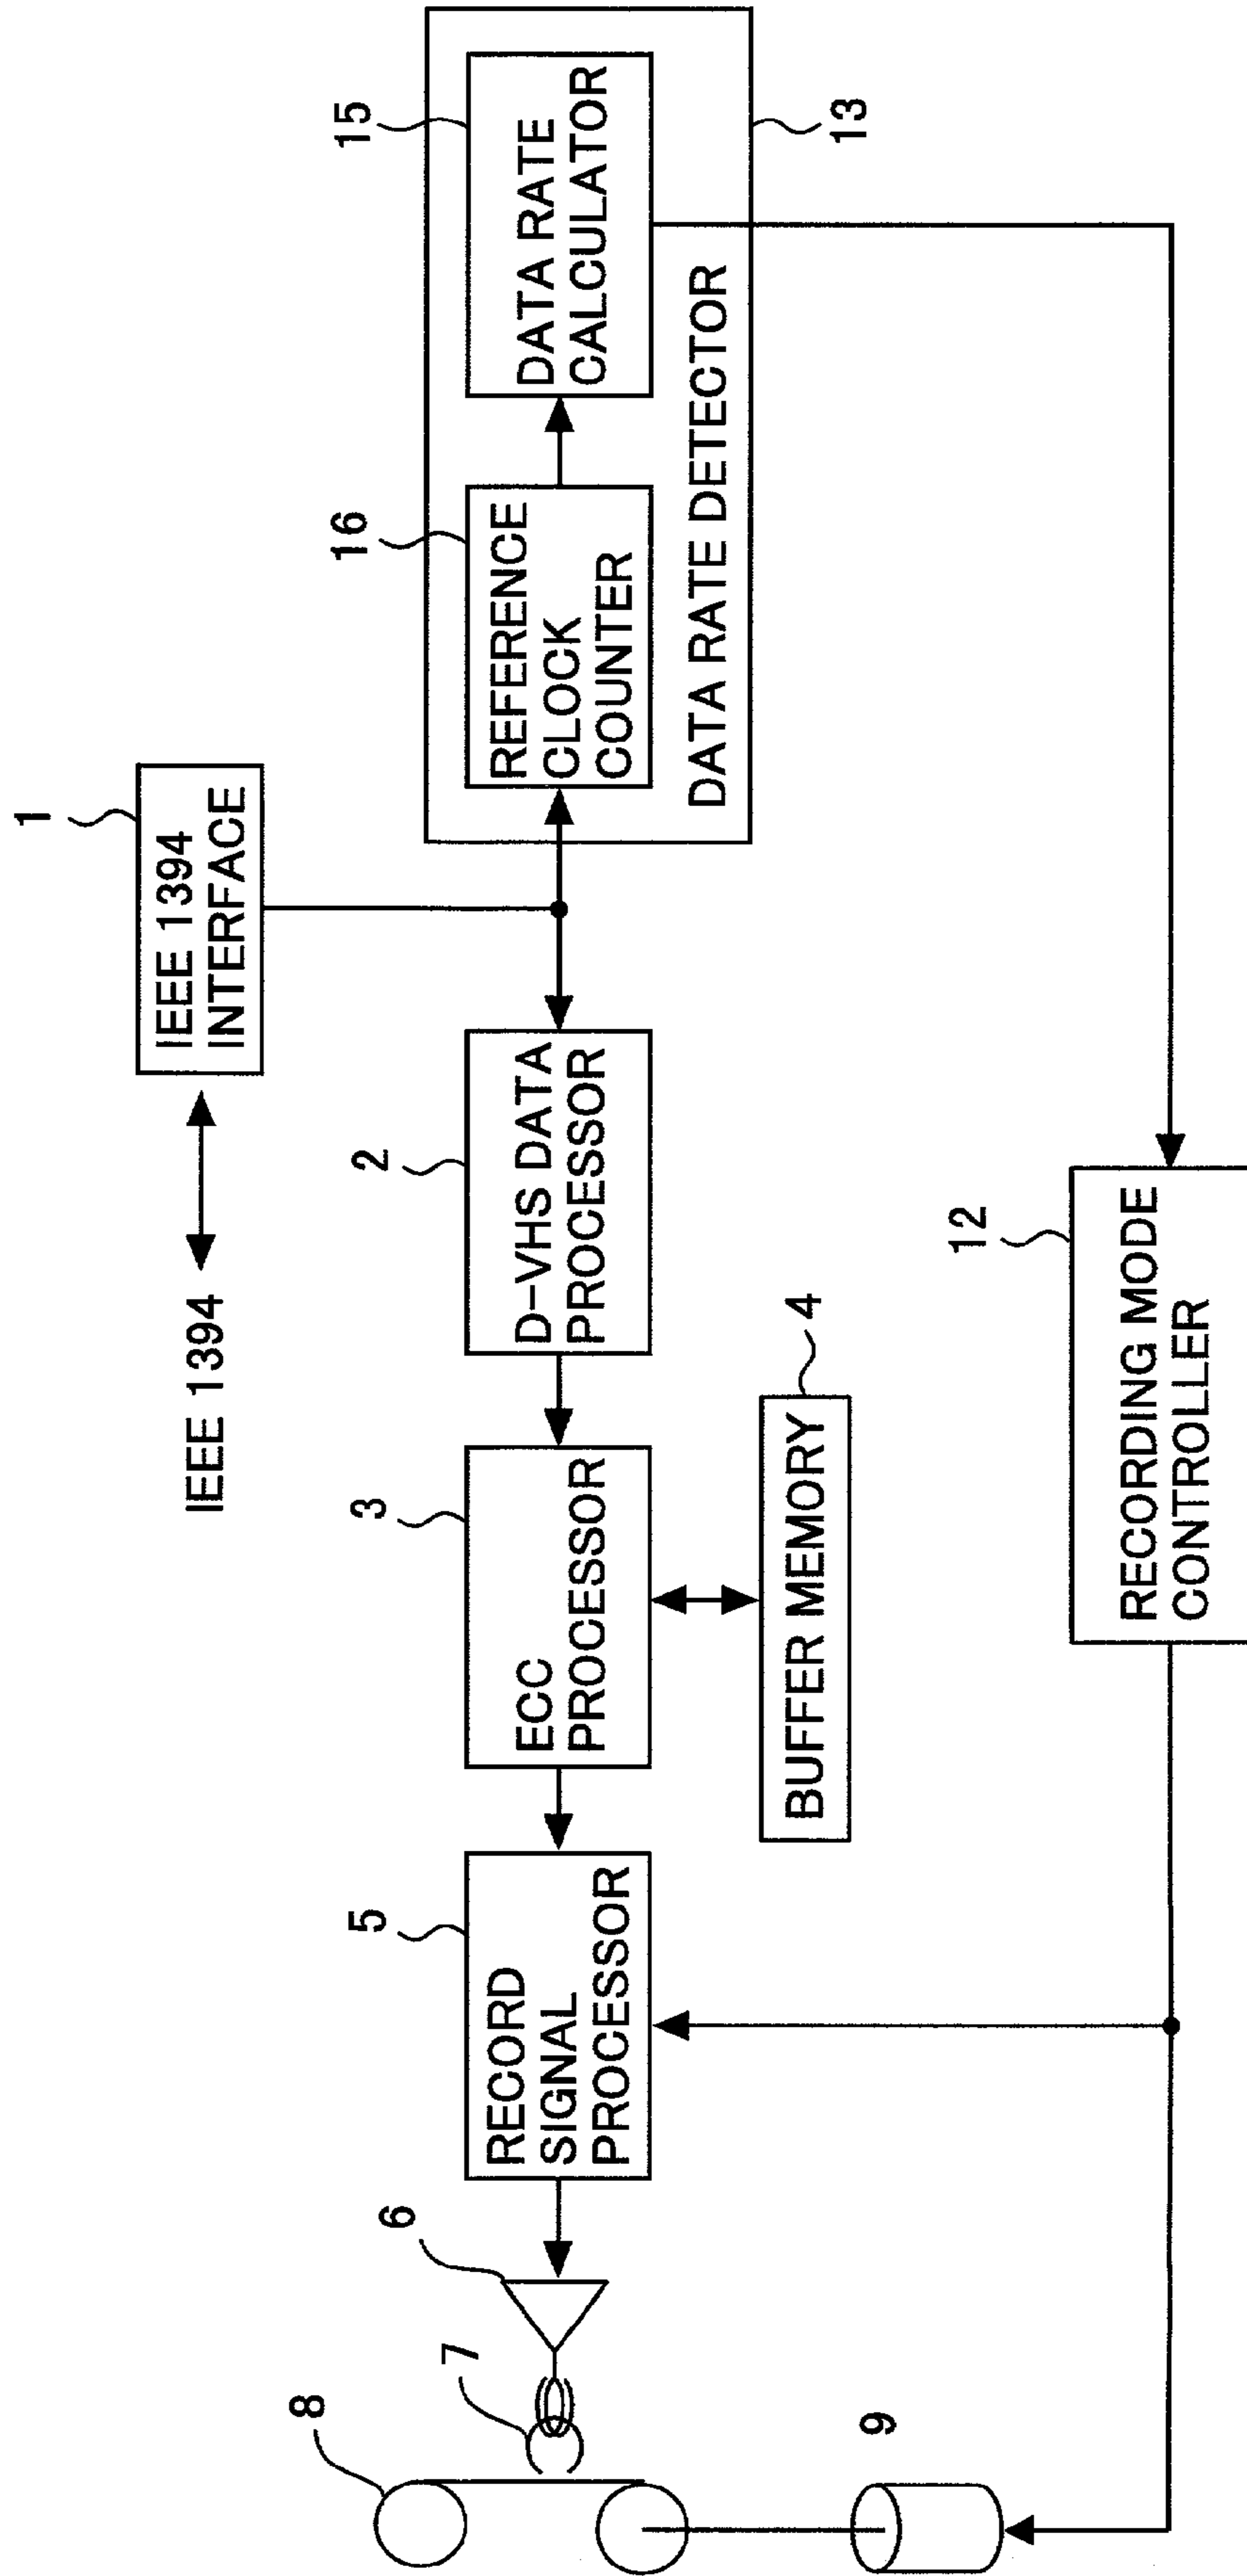 1
IEEE 1394
INTERFACE
IEEE 1394
15
DATA RATE
CALCULATOR
16
REFERENCE
CLOCK
COUNTER
DATA RATE DETECTOR
13
2
D-VHS DATA
PROCESSOR
3
ECC
PROCESSOR
4
BUFFER MEMORY
5
RECORD
SIGNAL
PROCESSOR
6
7
8
9
12
RECORDING MODE
CONTROLLER